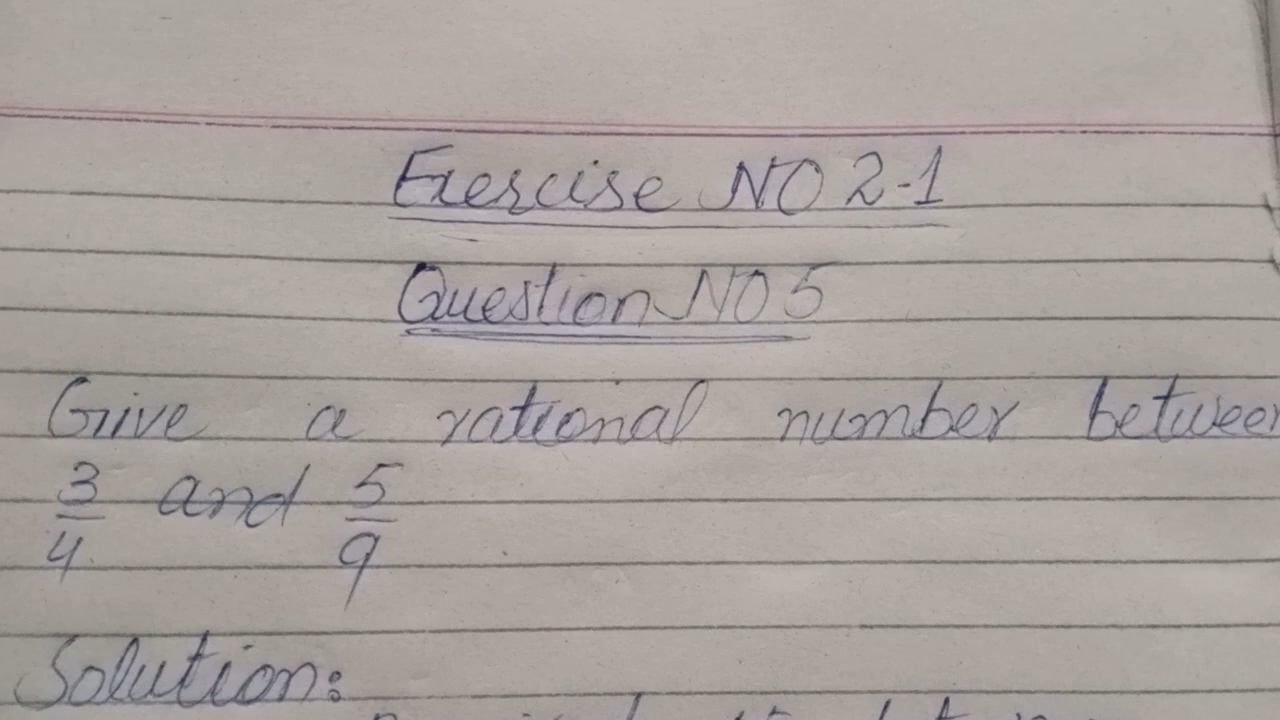 Exercise NO 2-1
Question NO 5
Give a rational number between
3/4 and 5/9
Solution: